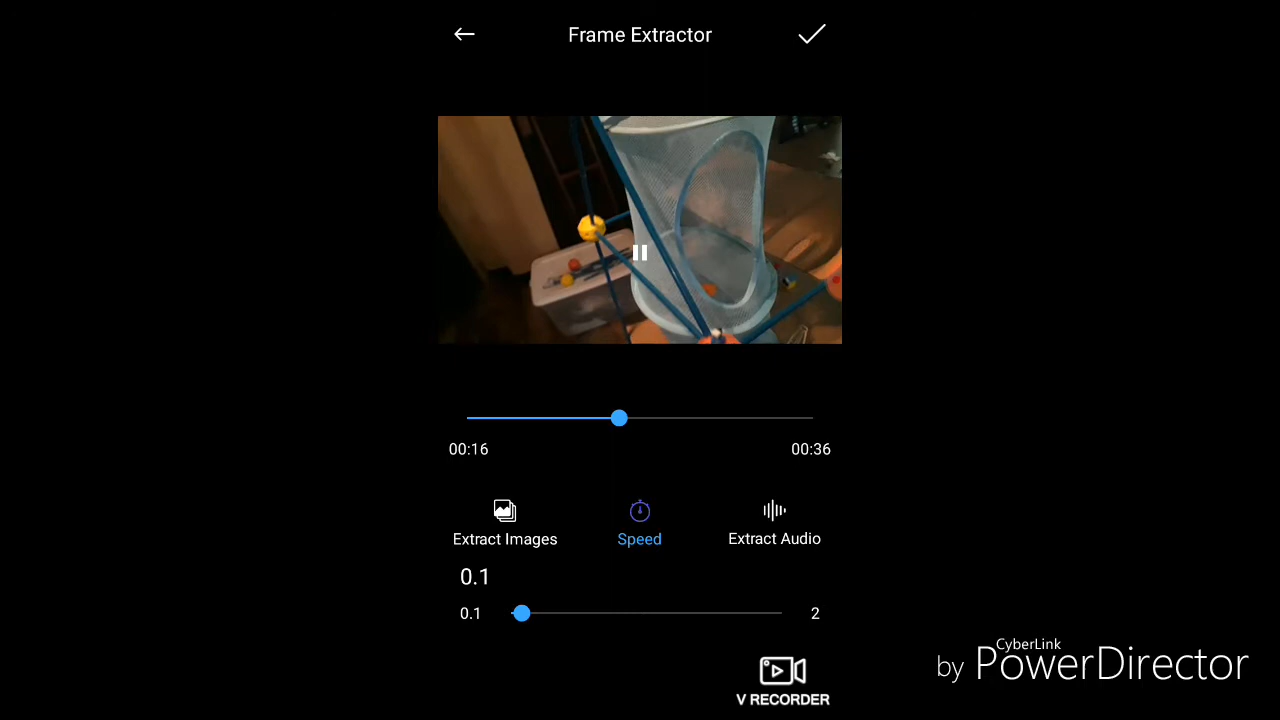 Frame Extractor
00:16
00:36
Extract Images
Speed
Extract Audio
0.1
0.1
2
CyberLink
by PowerDirector
V RECORDER